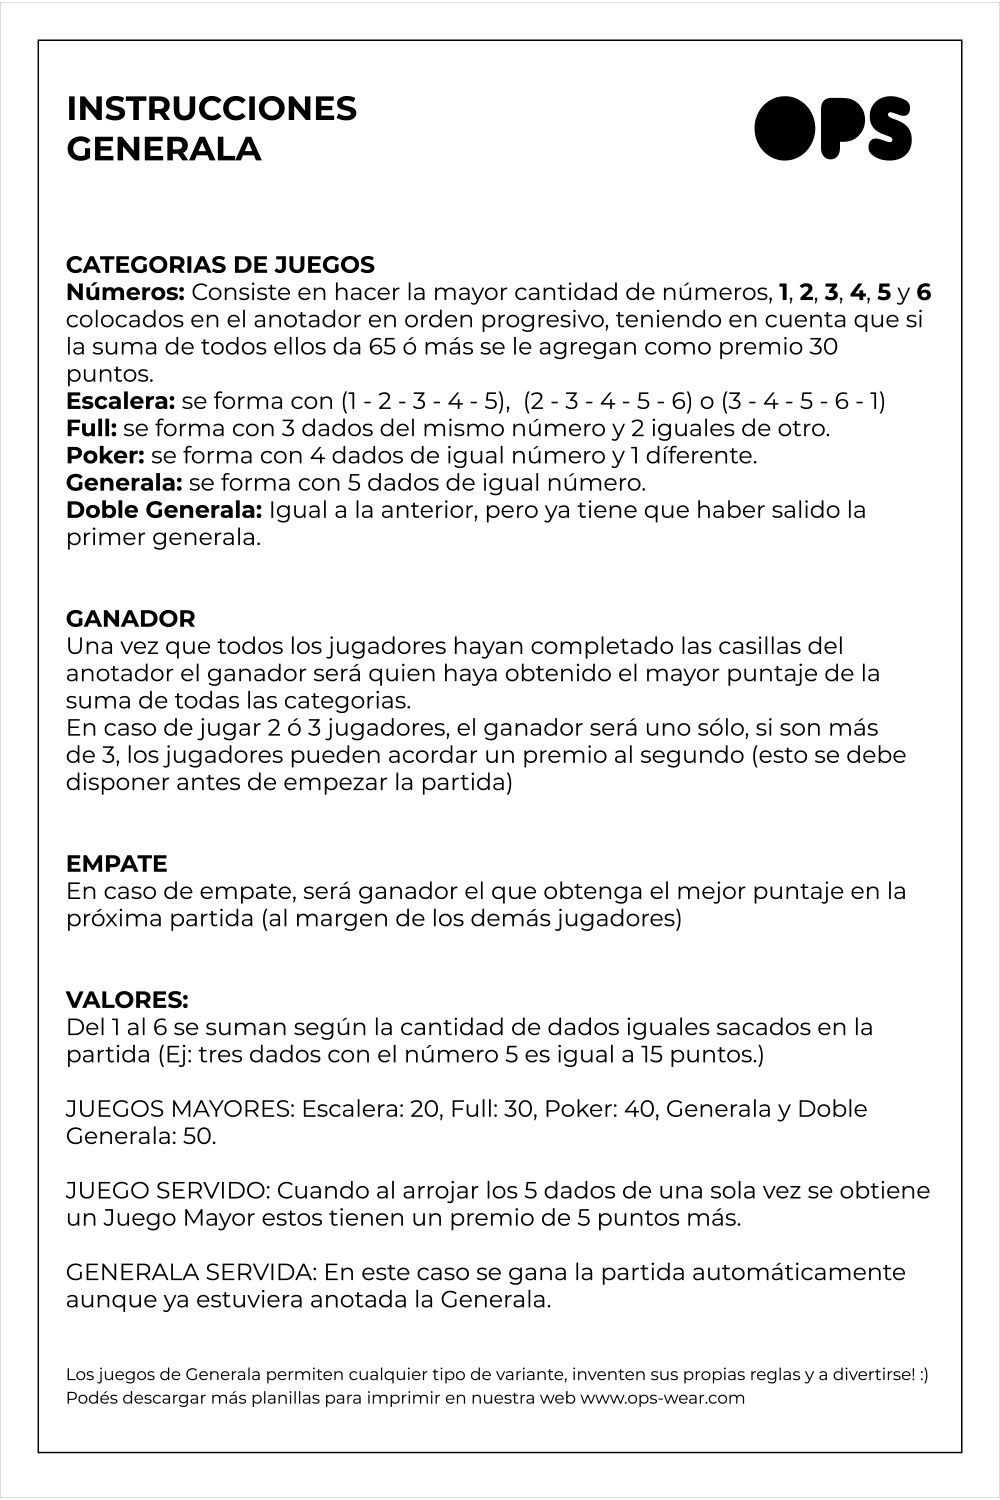 INSTRUCCIONES
GENERALA
OPS
CATEGORIAS DE JUEGOS
Números: Consiste en hacer la mayor cantidad de números, 1, 2, 3, 4, 5 y 6
colocados en el anotador en orden progresivo, teniendo en cuenta que si
la suma de todos ellos da 65 ó más se le agregan como premio 30
puntos.
Escalera: se forma con (1 - 2 - 3 - 4 - 5),  (2 - 3 - 4 - 5 - 6) o (3 - 4 - 5 - 6 - 1)
Full: se forma con 3 dados del mismo número y 2 iguales de otro.
Poker: se forma con 4 dados de igual número y 1 díferente.
Generala: se forma con 5 dados de igual número.
Doble Generala: Igual a la anterior, pero ya tiene que haber salido la
primer generala.
GANADOR
Una vez que todos los jugadores hayan completado las casillas del
anotador el ganador será quien haya obtenido el mayor puntaje de la
suma de todas las categorias.
En caso de jugar 2 ó 3 jugadores, el ganador será uno sólo, si son más
de 3, los jugadores pueden acordar un premio al segundo (esto se debe
disponer antes de empezar la partida)
EMPATE
En caso de empate, será ganador el que obtenga el mejor puntaje en la
próxima partida (al margen de los demás jugadores)
VALORES:
Del 1 al 6 se suman según la cantidad de dados iguales sacados en la
partida (Ej: tres dados con el número 5 es igual a 15 puntos.)
JUEGOS MAYORES: Escalera: 20, Full: 30, Poker: 40, Generala y Doble
Generala: 50.
JUEGO SERVIDO: Cuando al arrojar los 5 dados de una sola vez se obtiene
un Juego Mayor estos tienen un premio de 5 puntos más.
GENERALA SERVIDA: En este caso se gana la partida automáticamente
aunque ya estuviera anotada la Generala.
Los juegos de Generala permiten cualquier tipo de variante, inventen sus propias reglas y a divertirse! :)
Podés descargar más planillas para imprimir en nuestra web www.ops-wear.com